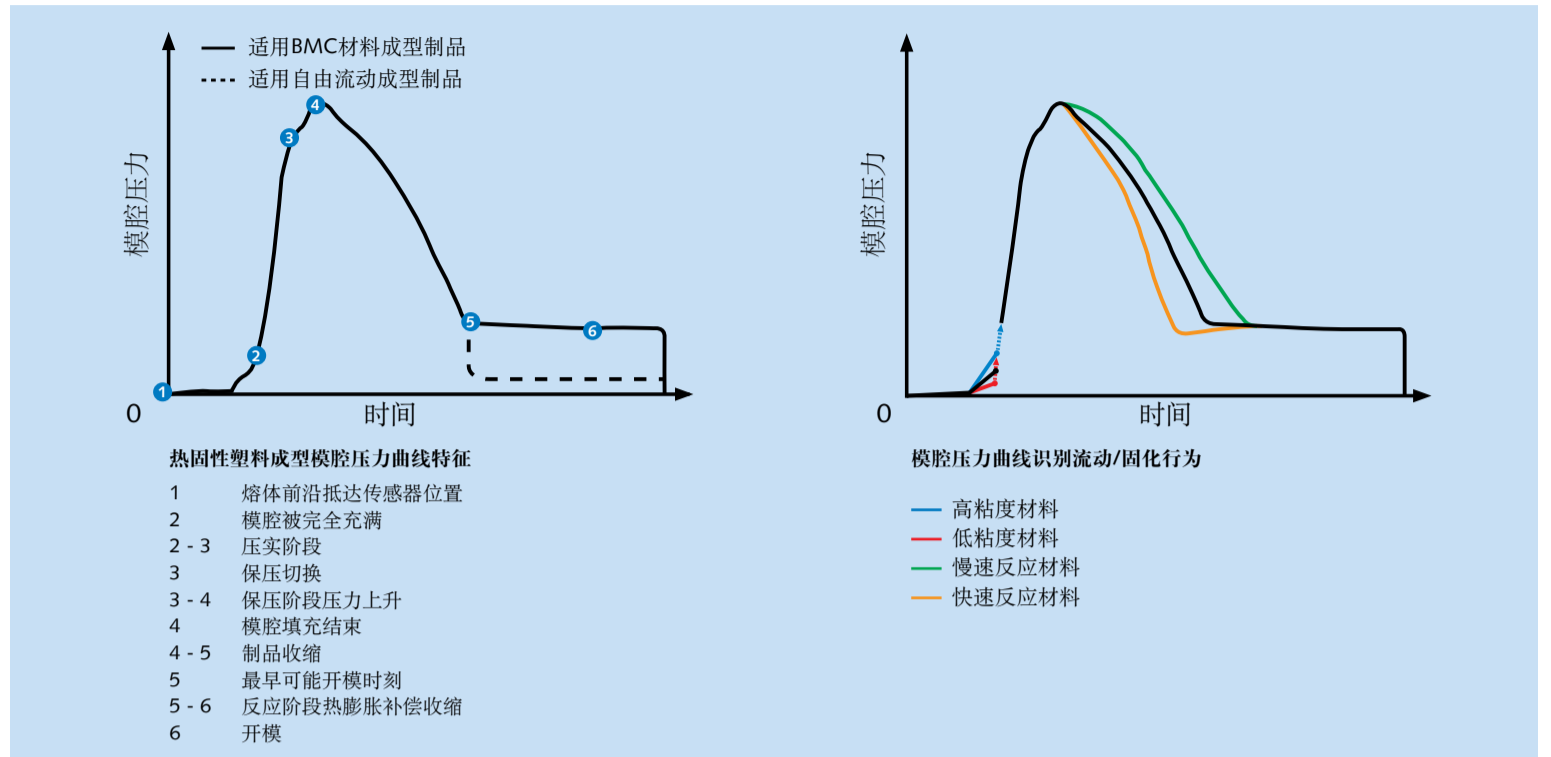 适用BMC材料成型制品
适用自由流动成型制品
模腔压力
4
3
2
1
5
6
0
时间
热固性塑料成型模腔压力曲线特征
1 熔体前沿抵达传感器位置
2 模腔被完全充满
2 - 3 压实阶段
3 保压切换
3 - 4 保压阶段压力上升
4 模腔填充结束
4 - 5 制品收缩
5 最早可能开模时刻
5 - 6 反应阶段热膨胀补偿收缩
6 开模
模腔压力
0
时间
模腔压力曲线识别流动/固化行为
高粘度材料
低粘度材料
慢速反应材料
快速反应材料